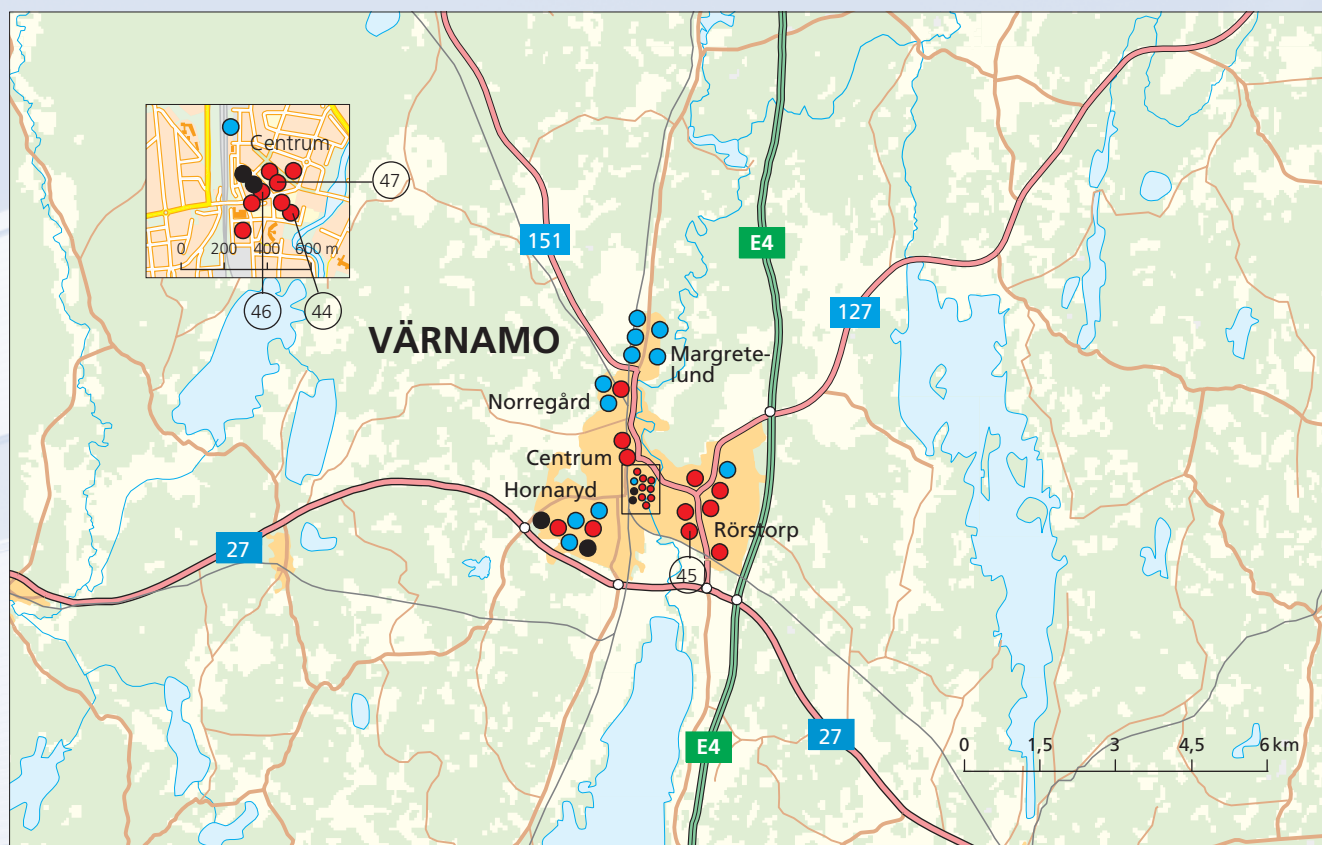 Centrum
47
0 200 400 600 m
46
44
151
E4
127
VÄRNAMO
Margrete-
lund
Norregård
Centrum
Hornaryd
Rörstorp
27
45
E4
27
0 1,5 3 4,5 6 km